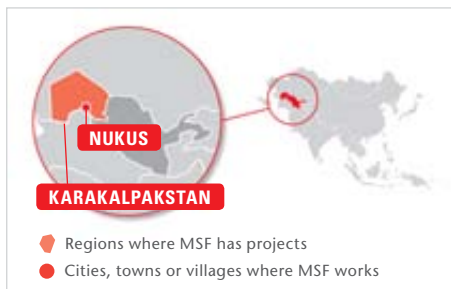 NUKUS
KARAKALPAKSTAN
Regions where MSF has projects
Cities, towns or villages where MSF works